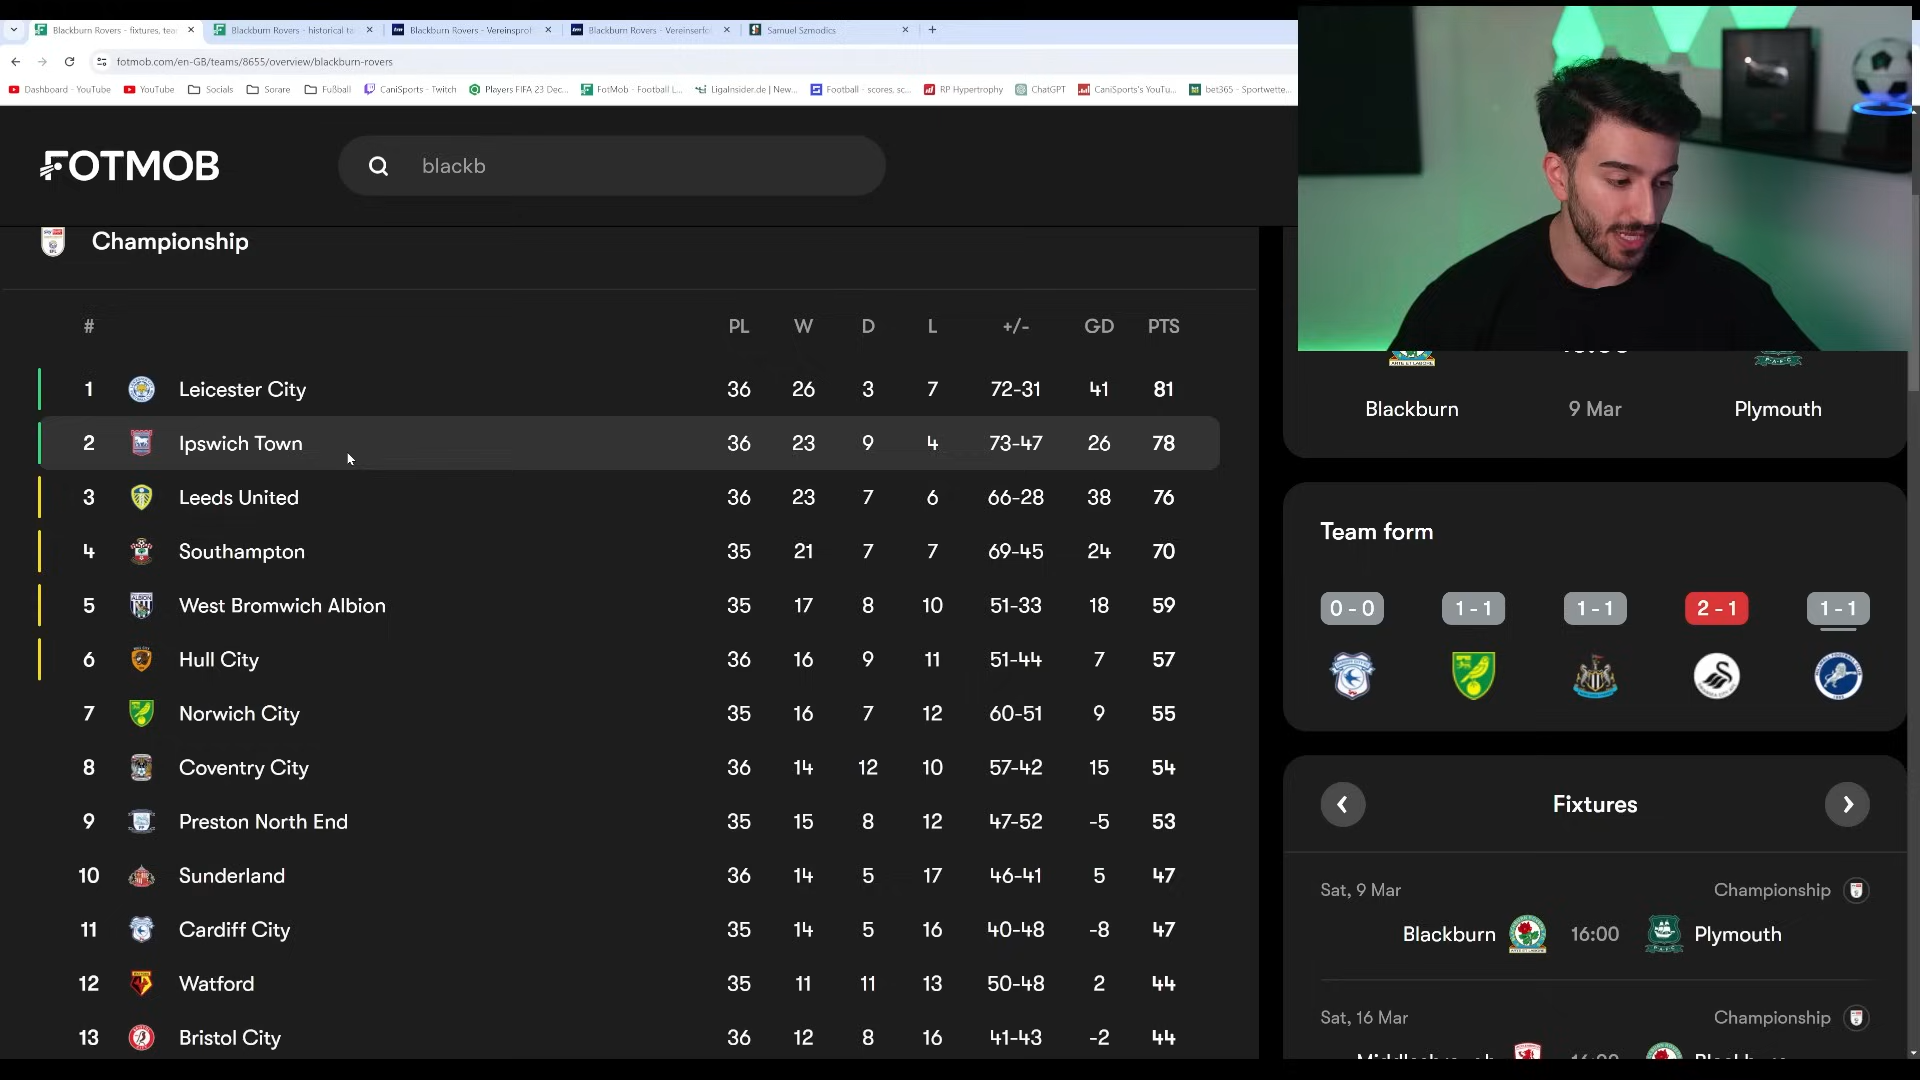 Blackburn Rovers - fixtures, tea
Blackburn Rovers - historical ta
Blackburn Rovers - Vereinsprof
Blackburn Rovers - Vereinserfo
Samuel Szmodics
fotmob.com/en-GB/teams/8655/overview/blackburn-rovers
Dashboard - YouTube
YouTube
Socials
Sorare
Fußball
CaniSports - Twitch
Players FIFA 23 Dec...
FotMob - Football L...
LigaInsider.de | New...
Football - scores, sc...
RP Hypertrophy
ChatGPT
CaniSports's YouTu...
bet365 - Sportwette...
FOTMOB
blackb
Championship
# PL W D L +/- GD PTS
1 Leicester City 36 26 3 7 72-31 41 81
2 Ipswich Town 36 23 9 4 73-47 26 78
3 Leeds United 36 23 7 6 66-28 38 76
4 Southampton 35 21 7 7 69-45 24 70
5 West Bromwich Albion 35 17 8 10 51-33 18 59
6 Hull City 36 16 9 11 51-44 7 57
7 Norwich City 35 16 7 12 60-51 9 55
8 Coventry City 36 14 12 10 57-42 15 54
9 Preston North End 35 15 8 12 47-52 -5 53
10 Sunderland 36 14 5 17 46-41 5 47
11 Cardiff City 35 14 5 16 40-48 -8 47
12 Watford 35 11 11 13 50-48 2 44
13 Bristol City 36 12 8 16 41-43 -2 44
Blackburn 9 Mar Plymouth
Team form
0 - 0 1 - 1 1 - 1 2 - 1 1 - 1
Fixtures
Sat, 9 Mar Championship
Blackburn 16:00 Plymouth
Sat, 16 Mar Championship